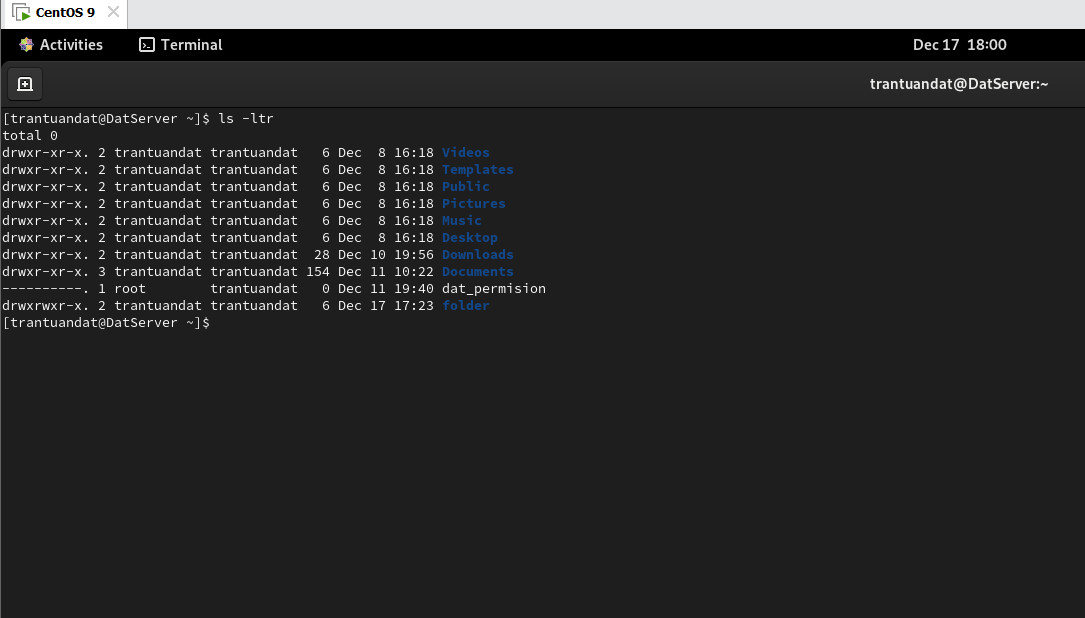 CentOS 9
Activities Terminal Dec 17 18:00
trantuandat@DatServer:~
[trantuandat@DatServer ~]$ ls -ltr
total 0
drwxr-xr-x. 2 trantuandat trantuandat   6 Dec  8 16:18 Videos
drwxr-xr-x. 2 trantuandat trantuandat   6 Dec  8 16:18 Templates
drwxr-xr-x. 2 trantuandat trantuandat   6 Dec  8 16:18 Public
drwxr-xr-x. 2 trantuandat trantuandat   6 Dec  8 16:18 Pictures
drwxr-xr-x. 2 trantuandat trantuandat   6 Dec  8 16:18 Music
drwxr-xr-x. 2 trantuandat trantuandat   6 Dec  8 16:18 Desktop
drwxr-xr-x. 2 trantuandat trantuandat  28 Dec 10 19:56 Downloads
drwxr-xr-x. 3 trantuandat trantuandat 154 Dec 11 10:22 Documents
----------. 1 root        trantuandat   0 Dec 11 19:40 dat_permision
drwxrwxr-x. 2 trantuandat trantuandat   6 Dec 17 17:23 folder
[trantuandat@DatServer ~]$